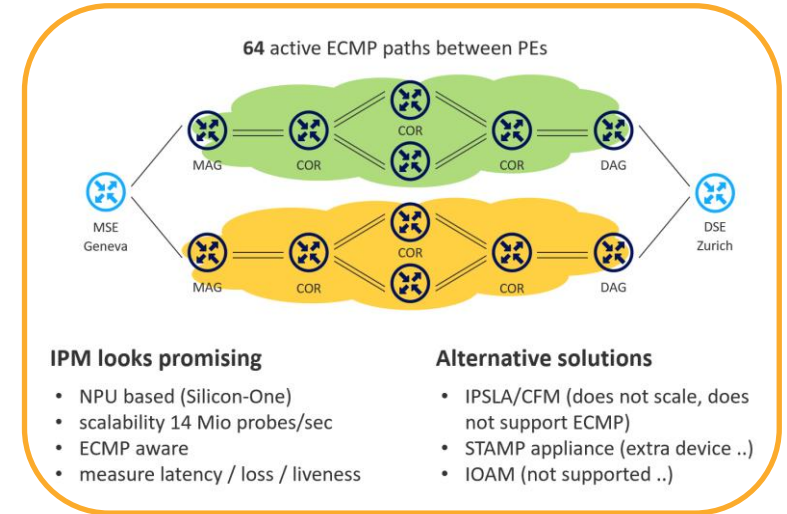 64 active ECMP paths between PEs
COR
MAG
COR
COR
DAG
MSE
Geneva
DSE
Zurich
COR
MAG
COR
COR
DAG
IPM looks promising
• NPU based (Silicon-One)
• scalability 14 Mio probes/sec
• ECMP aware
• measure latency / loss / liveness
Alternative solutions
• IPSLA/CFM (does not scale, does
not support ECMP)
• STAMP appliance (extra device ..)
• IOAM (not supported ..)